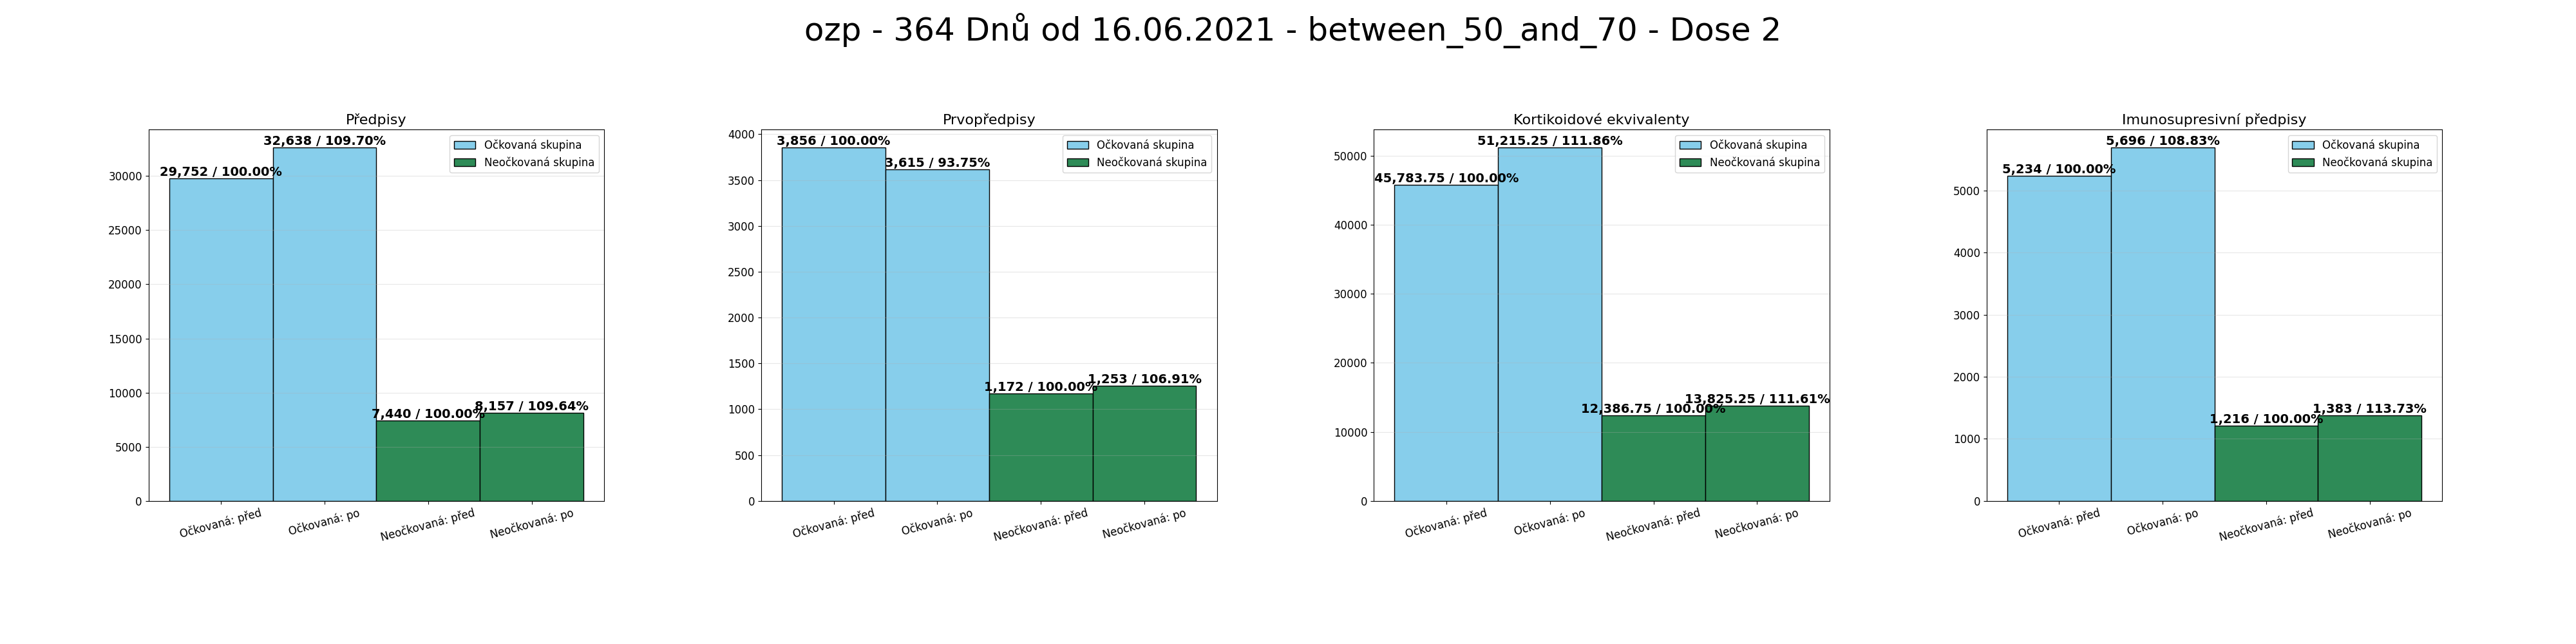 ozp - 364 Dnů od 16.06.2021 - between_50_and_70 - Dose 2
Předpisy
32,638 / 109.70%
29,752 / 100.00%
7,440 / 100.00%
8,157 / 109.64%
Očkovaná skupina
Neočkovaná skupina
30000
25000
20000
15000
10000
5000
0
Očkovaná: před
Očkovaná: po
Neočkovaná: před
Neočkovaná: po
Prvopředpisy
3,856 / 100.00%
3,615 / 93.75%
1,172 / 100.00%
1,253 / 106.91%
Očkovaná skupina
Neočkovaná skupina
4000
3500
3000
2500
2000
1500
1000
500
0
Očkovaná: před
Očkovaná: po
Neočkovaná: před
Neočkovaná: po
Kortikoidové ekvivalenty
51,215.25 / 111.86%
45,783.75 / 100.00%
12,386.75 / 100.00%
13,825.25 / 111.61%
Očkovaná skupina
Neočkovaná skupina
50000
40000
30000
20000
10000
0
Očkovaná: před
Očkovaná: po
Neočkovaná: před
Neočkovaná: po
Imunosupresivní předpisy
5,696 / 108.83%
5,234 / 100.00%
1,216 / 100.00%
1,383 / 113.73%
Očkovaná skupina
Neočkovaná skupina
5000
4000
3000
2000
1000
0
Očkovaná: před
Očkovaná: po
Neočkovaná: před
Neočkovaná: po